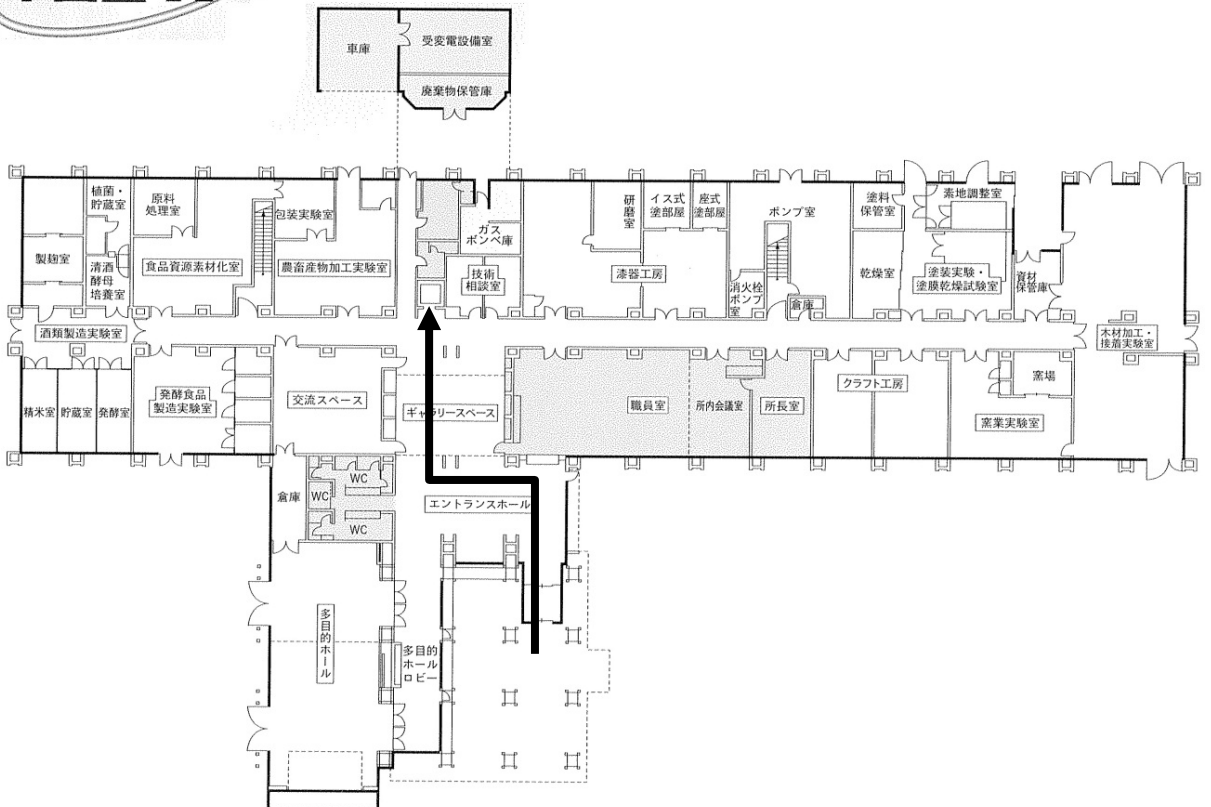 車庫
受変電設備室
廃棄物保管庫
植菌・
貯蔵室
原料
処理室
包装実験室
ガス
ボンベ庫
研磨室
イス式
塗部屋
座式
塗部屋
ポンプ室
塗料
保管室
素地調整室
製麹室
清酒
酵母
培養室
食品資源素材化室
農畜産物加工実験室
技術
相談室
漆器工房
消火栓
ポンプ
室
倉庫
乾燥室
塗装実験・
塗膜乾燥試験室
資材
保管庫
酒類製造実験室
木材加工・
接着実験室
精米室
貯蔵室
発酵室
発酵食品
製造実験室
交流スペース
ギャラリースペース
職員室
所内会議室
所長室
クラフト工房
窯場
窯業実験室
倉庫
WC
WC
WC
エントランスホール
多目的ホール
多目的
ホール
ロビー